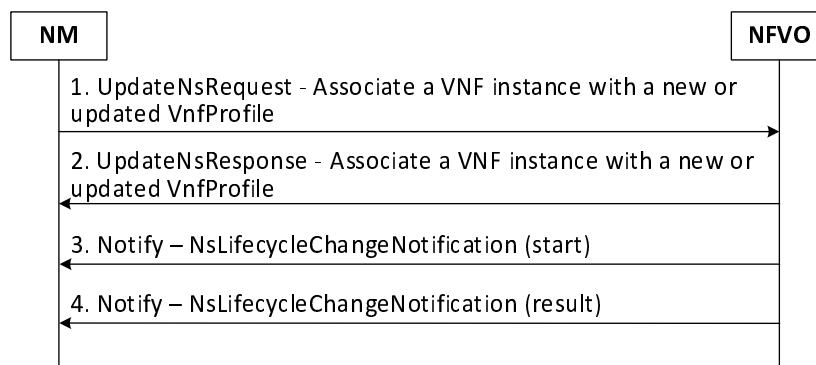 NM
NFVO
1. UpdateNsRequest - Associate a VNF instance with a new or
updated VnfProfile
2. UpdateNsResponse - Associate a VNF instance with a new or
updated VnfProfile
3. Notify – NsLifecycleChangeNotification (start)
4. Notify – NsLifecycleChangeNotification (result)